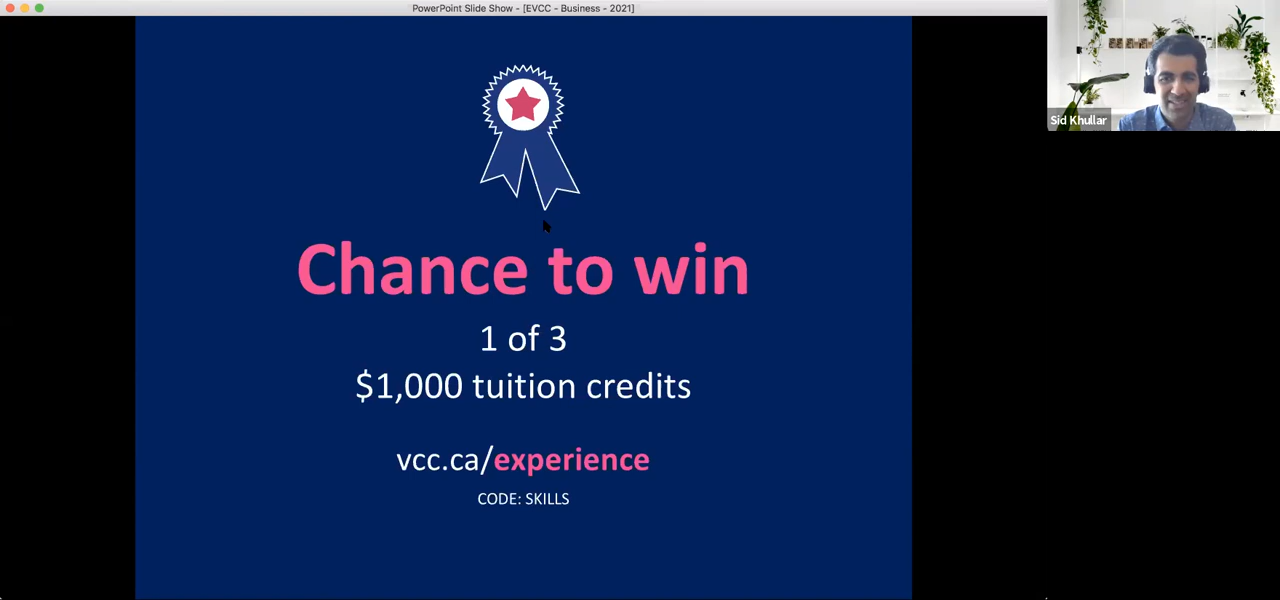 PowerPoint Slide Show - [EVCC - Business - 2021]
Sid Khullar
Chance to win
1 of 3
$1,000 tuition credits
vcc.ca/experience
CODE: SKILLS